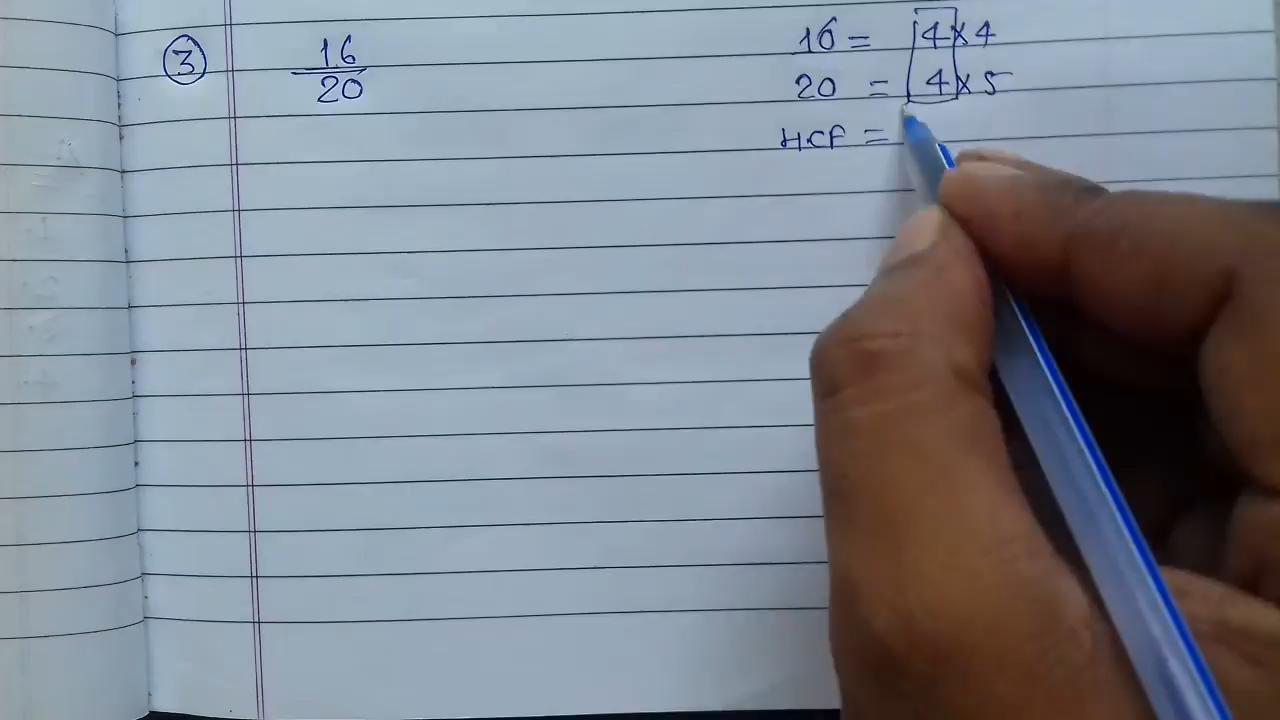 ③ 16/20
16 = 4×4
20 = 4×5
HCF =